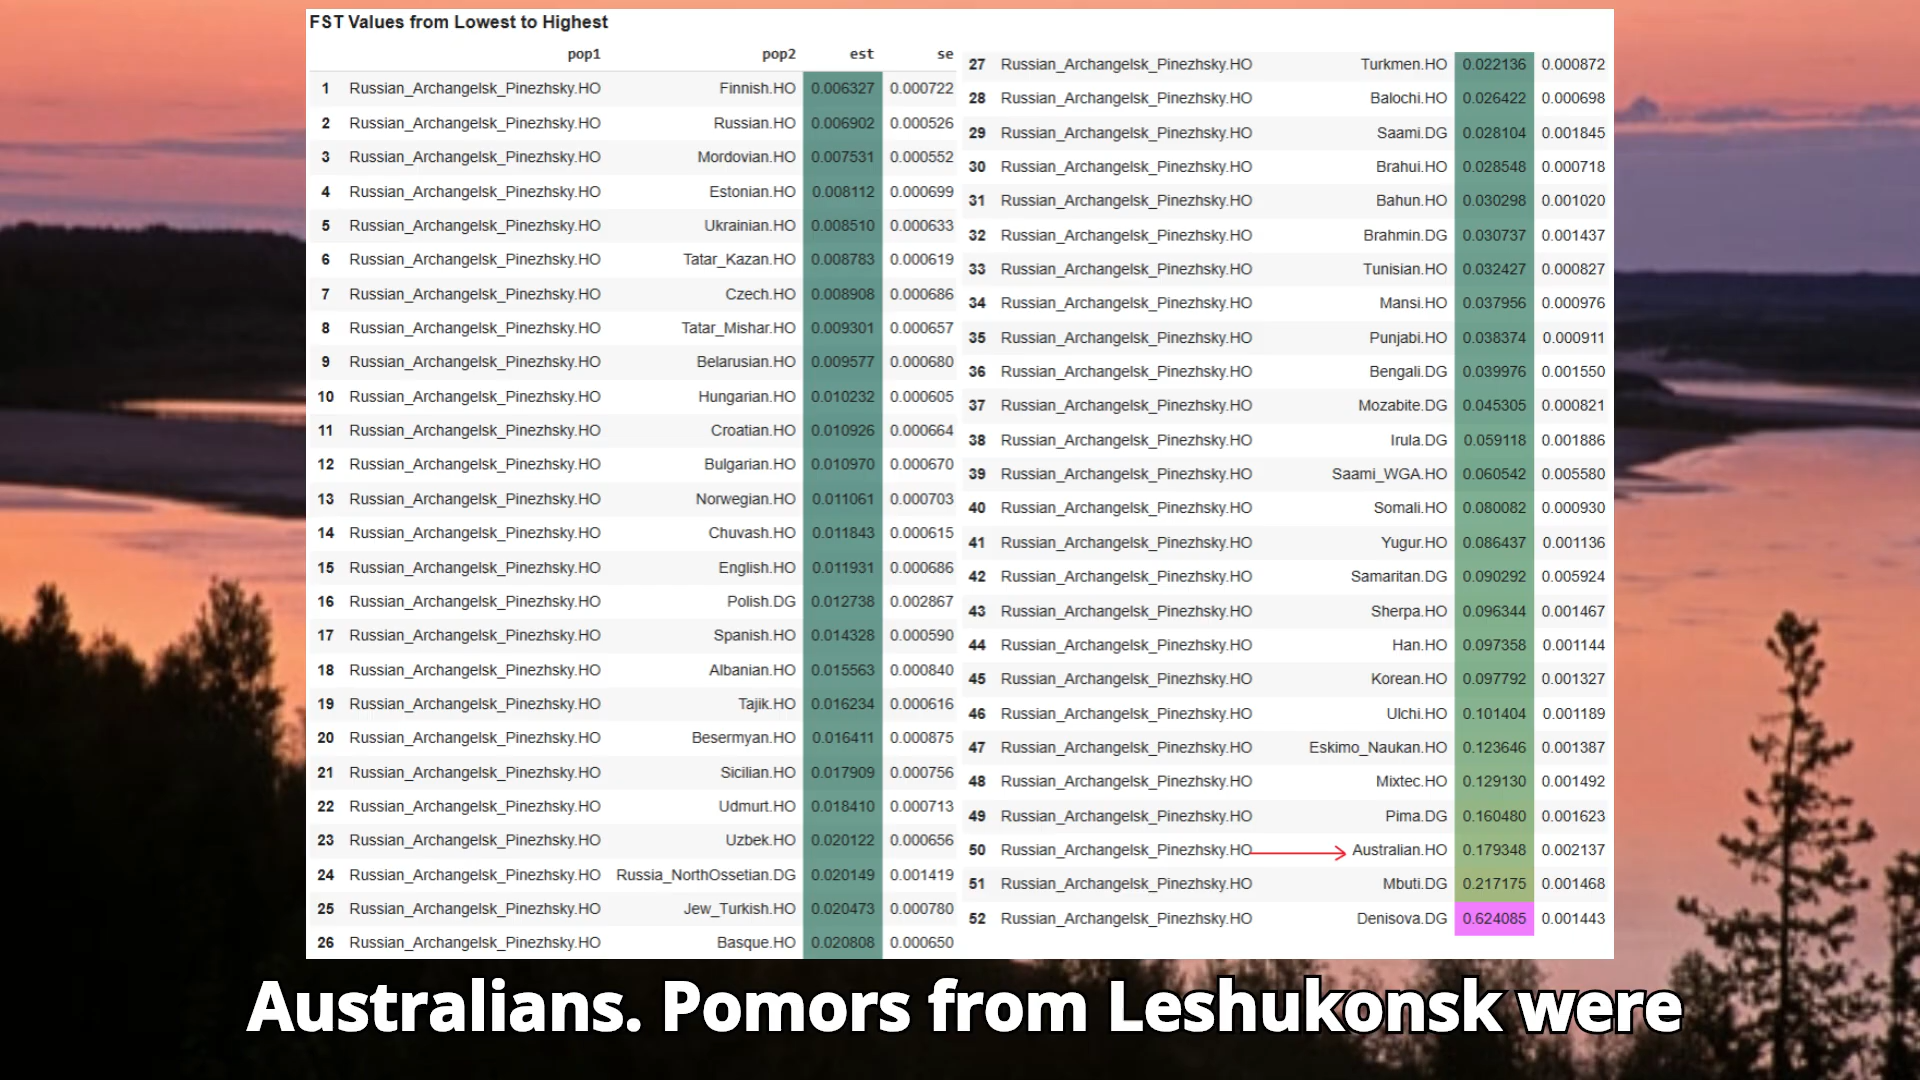 FST Values from Lowest to Highest
pop1 pop2 est se
1 Russian_Archangelsk_Pinezhsky.HO Finnish.HO 0.006327 0.000722
2 Russian_Archangelsk_Pinezhsky.HO Russian.HO 0.006902 0.000526
3 Russian_Archangelsk_Pinezhsky.HO Mordovian.HO 0.007531 0.000552
4 Russian_Archangelsk_Pinezhsky.HO Estonian.HO 0.008112 0.000699
5 Russian_Archangelsk_Pinezhsky.HO Ukrainian.HO 0.008510 0.000633
6 Russian_Archangelsk_Pinezhsky.HO Tatar_Kazan.HO 0.008783 0.000619
7 Russian_Archangelsk_Pinezhsky.HO Czech.HO 0.008908 0.000686
8 Russian_Archangelsk_Pinezhsky.HO Tatar_Mishar.HO 0.009301 0.000657
9 Russian_Archangelsk_Pinezhsky.HO Belarusian.HO 0.009577 0.000680
10 Russian_Archangelsk_Pinezhsky.HO Hungarian.HO 0.010232 0.000605
11 Russian_Archangelsk_Pinezhsky.HO Croatian.HO 0.010926 0.000664
12 Russian_Archangelsk_Pinezhsky.HO Bulgarian.HO 0.010970 0.000670
13 Russian_Archangelsk_Pinezhsky.HO Norwegian.HO 0.011061 0.000703
14 Russian_Archangelsk_Pinezhsky.HO Chuvash.HO 0.011843 0.000615
15 Russian_Archangelsk_Pinezhsky.HO English.HO 0.011931 0.000686
16 Russian_Archangelsk_Pinezhsky.HO Polish.DG 0.012738 0.002867
17 Russian_Archangelsk_Pinezhsky.HO Spanish.HO 0.014328 0.000590
18 Russian_Archangelsk_Pinezhsky.HO Albanian.HO 0.015563 0.000840
19 Russian_Archangelsk_Pinezhsky.HO Tajik.HO 0.016234 0.000616
20 Russian_Archangelsk_Pinezhsky.HO Besermyan.HO 0.016411 0.000875
21 Russian_Archangelsk_Pinezhsky.HO Sicilian.HO 0.017909 0.000756
22 Russian_Archangelsk_Pinezhsky.HO Udmurt.HO 0.018410 0.000713
23 Russian_Archangelsk_Pinezhsky.HO Uzbek.HO 0.020122 0.000656
24 Russian_Archangelsk_Pinezhsky.HO Russia_NorthOssetian.DG 0.020149 0.001419
25 Russian_Archangelsk_Pinezhsky.HO Jew_Turkish.HO 0.020473 0.000780
26 Russian_Archangelsk_Pinezhsky.HO Basque.HO 0.020808 0.000650
27 Russian_Archangelsk_Pinezhsky.HO Turkmen.HO 0.022136 0.000872
28 Russian_Archangelsk_Pinezhsky.HO Balochi.HO 0.026422 0.000698
29 Russian_Archangelsk_Pinezhsky.HO Saami.DG 0.028104 0.001845
30 Russian_Archangelsk_Pinezhsky.HO Brahui.HO 0.028548 0.000718
31 Russian_Archangelsk_Pinezhsky.HO Bahun.HO 0.030298 0.001020
32 Russian_Archangelsk_Pinezhsky.HO Brahmin.DG 0.030737 0.001437
33 Russian_Archangelsk_Pinezhsky.HO Tunisian.HO 0.032427 0.000827
34 Russian_Archangelsk_Pinezhsky.HO Mansi.HO 0.037956 0.000976
35 Russian_Archangelsk_Pinezhsky.HO Punjabi.HO 0.038374 0.000911
36 Russian_Archangelsk_Pinezhsky.HO Bengali.DG 0.039976 0.001550
37 Russian_Archangelsk_Pinezhsky.HO Mozabite.DG 0.045305 0.000821
38 Russian_Archangelsk_Pinezhsky.HO Irula.DG 0.059118 0.001886
39 Russian_Archangelsk_Pinezhsky.HO Saami_WGA.HO 0.060542 0.005580
40 Russian_Archangelsk_Pinezhsky.HO Somali.HO 0.080082 0.000930
41 Russian_Archangelsk_Pinezhsky.HO Yugur.HO 0.086437 0.001136
42 Russian_Archangelsk_Pinezhsky.HO Samaritan.DG 0.090292 0.005924
43 Russian_Archangelsk_Pinezhsky.HO Sherpa.HO 0.096344 0.001467
44 Russian_Archangelsk_Pinezhsky.HO Han.HO 0.097358 0.001144
45 Russian_Archangelsk_Pinezhsky.HO Korean.HO 0.097792 0.001327
46 Russian_Archangelsk_Pinezhsky.HO Ulchi.HO 0.101404 0.001189
47 Russian_Archangelsk_Pinezhsky.HO Eskimo_Naukan.HO 0.123646 0.001387
48 Russian_Archangelsk_Pinezhsky.HO Mixtec.HO 0.129130 0.001492
49 Russian_Archangelsk_Pinezhsky.HO Pima.DG 0.160480 0.001623
50 Russian_Archangelsk_Pinezhsky.HO Australian.HO 0.179348 0.002137
51 Russian_Archangelsk_Pinezhsky.HO Mbuti.DG 0.217175 0.001468
52 Russian_Archangelsk_Pinezhsky.HO Denisova.DG 0.624085 0.001443
Australians. Pomors from Leshukonsk were